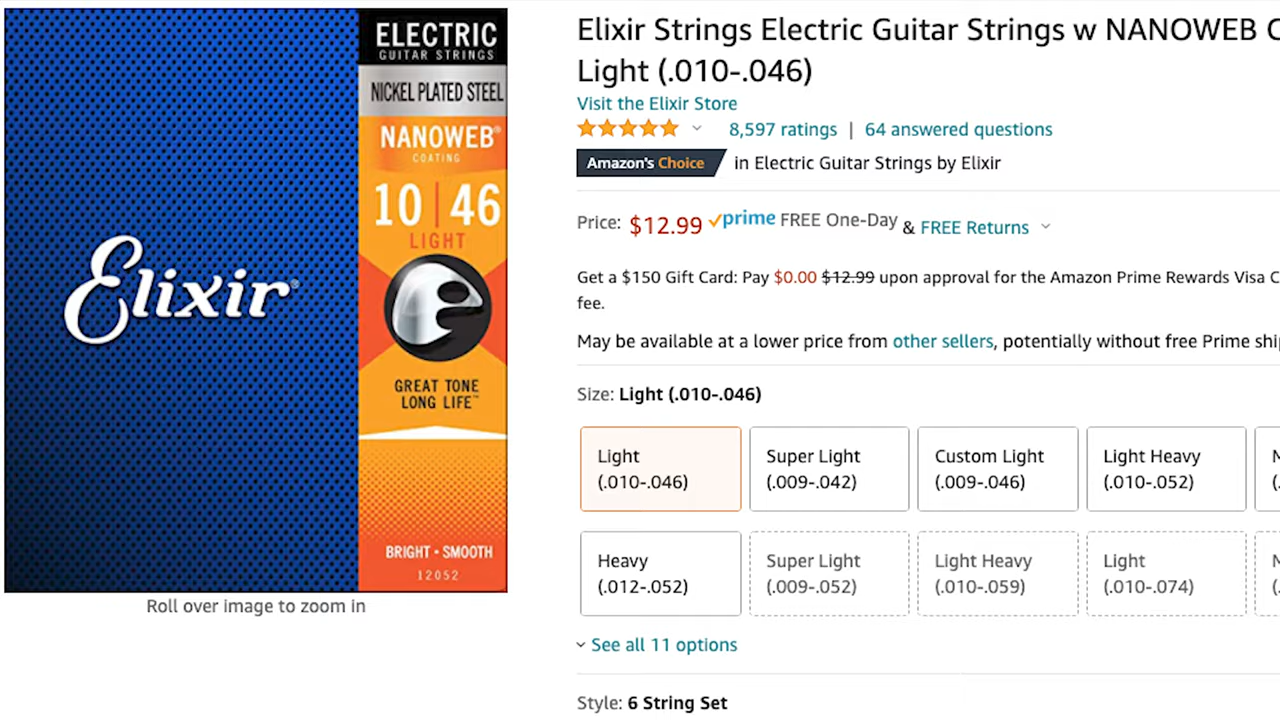 ELECTRIC
GUITAR STRINGS
NICKEL PLATED STEEL
NANOWEB®
COATING
10 | 46
LIGHT
Elixir®
GREAT TONE
LONG LIFE™
BRIGHT • SMOOTH
12052
Roll over image to zoom in
Elixir Strings Electric Guitar Strings w NANOWEB
Light (.010-.046)
Visit the Elixir Store
8,597 ratings | 64 answered questions
Amazon's Choice in Electric Guitar Strings by Elixir
Price: $12.99 prime FREE One-Day & FREE Returns
Get a $150 Gift Card: Pay $0.00 $12.99 upon approval for the Amazon Prime Rewards Visa
fee.
May be available at a lower price from other sellers, potentially without free Prime
Size: Light (.010-.046)
Light Super Light Custom Light Light Heavy
(.010-.046) (.009-.042) (.009-.046) (.010-.052)
Heavy Super Light Light Heavy Light
(.012-.052) (.009-.052) (.010-.059) (.010-.074)
See all 11 options
Style: 6 String Set